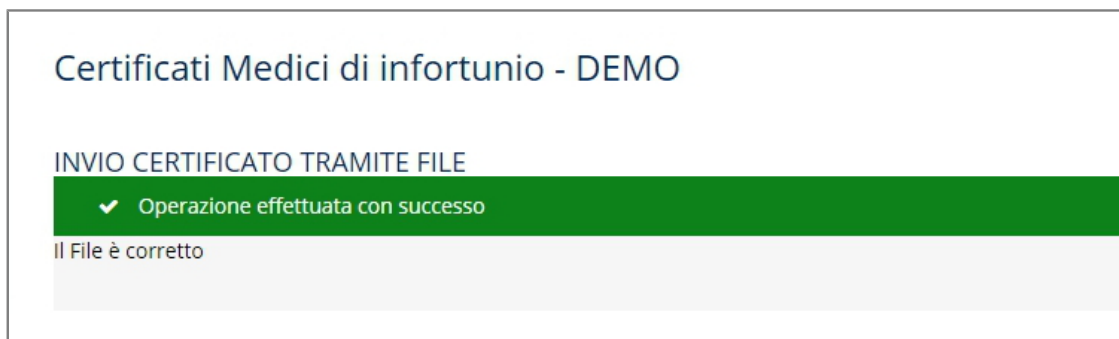 Certificati Medici di infortunio - DEMO
INVIO CERTIFICATO TRAMITE FILE
Operazione effettuata con successo
Il File è corretto